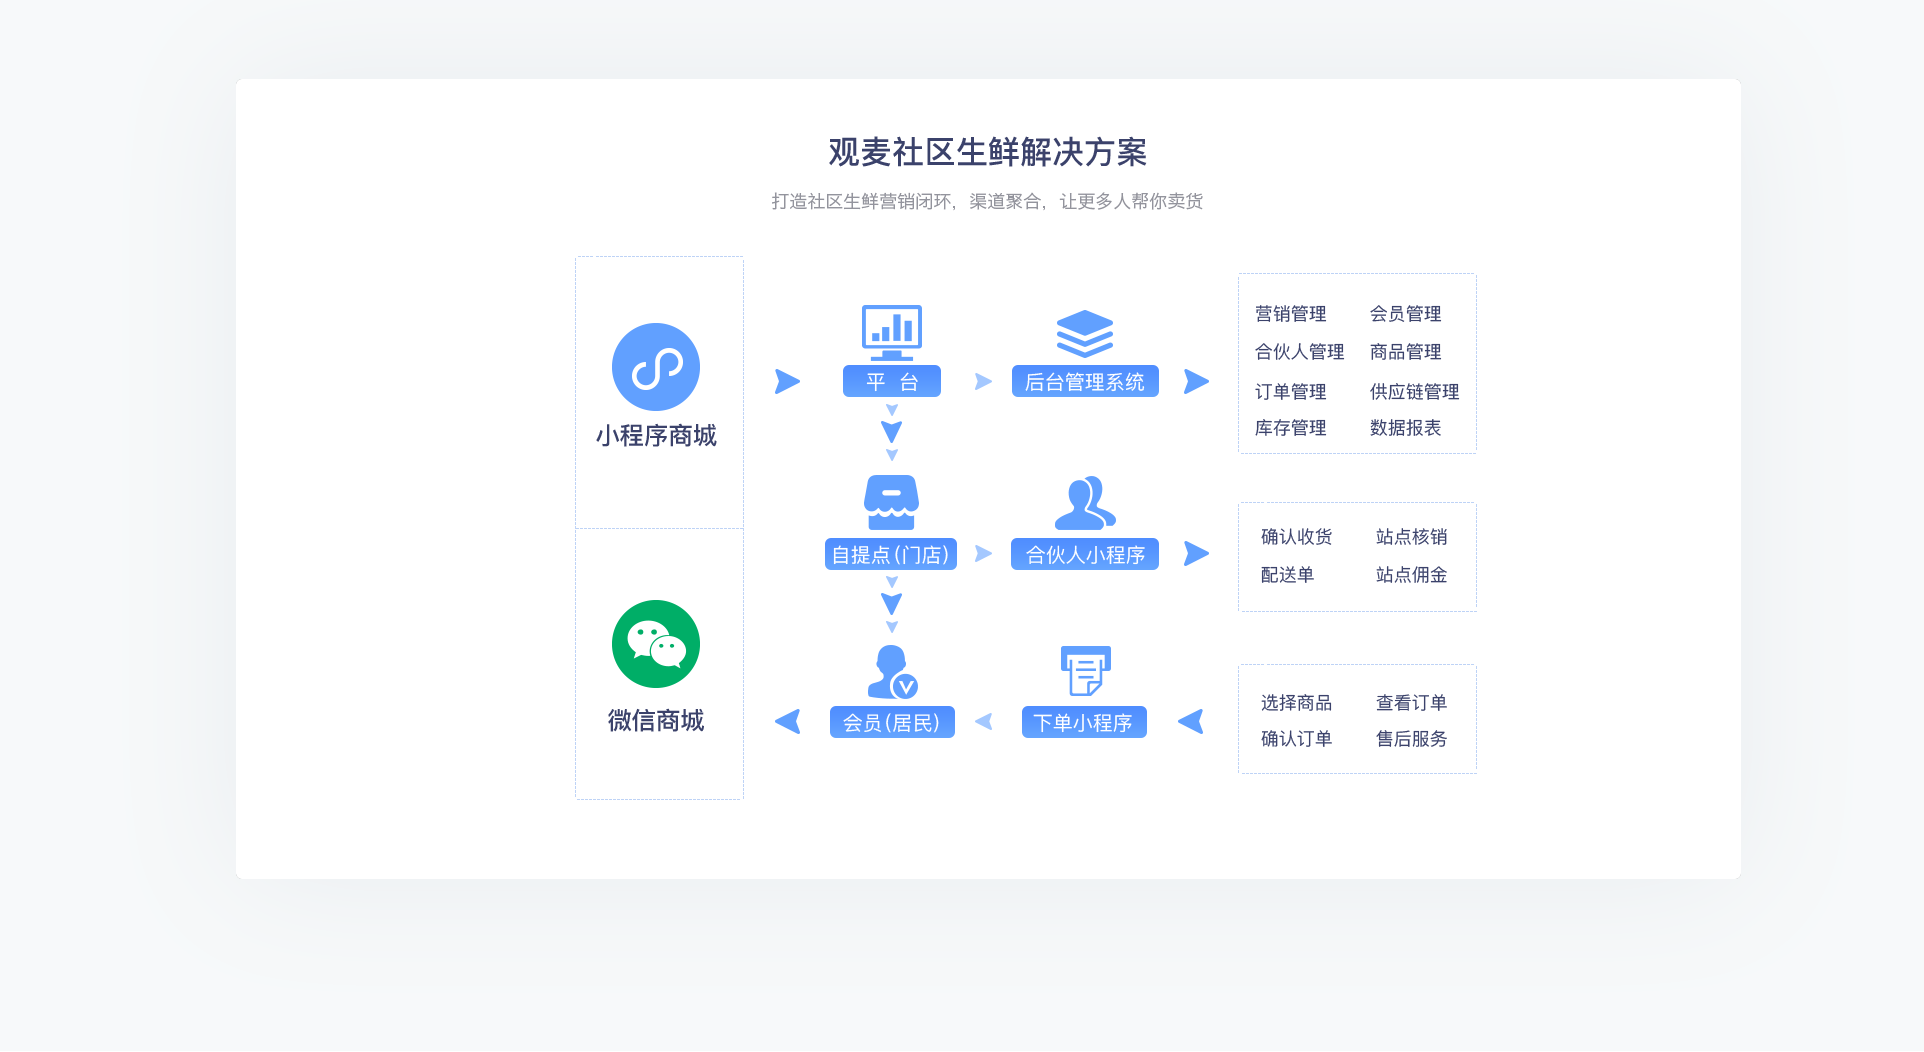 观麦社区生鲜解决方案
打造社区生鲜营销闭环，渠道聚合，让更多人帮你卖货
小程序商城
微信商城
平 台
后台管理系统
营销管理 会员管理
合伙人管理 商品管理
订单管理 供应链管理
库存管理 数据报表
自提点(门店)
合伙人小程序
确认收货 站点核销
配送单 站点佣金
会员(居民)
下单小程序
选择商品 查看订单
确认订单 售后服务